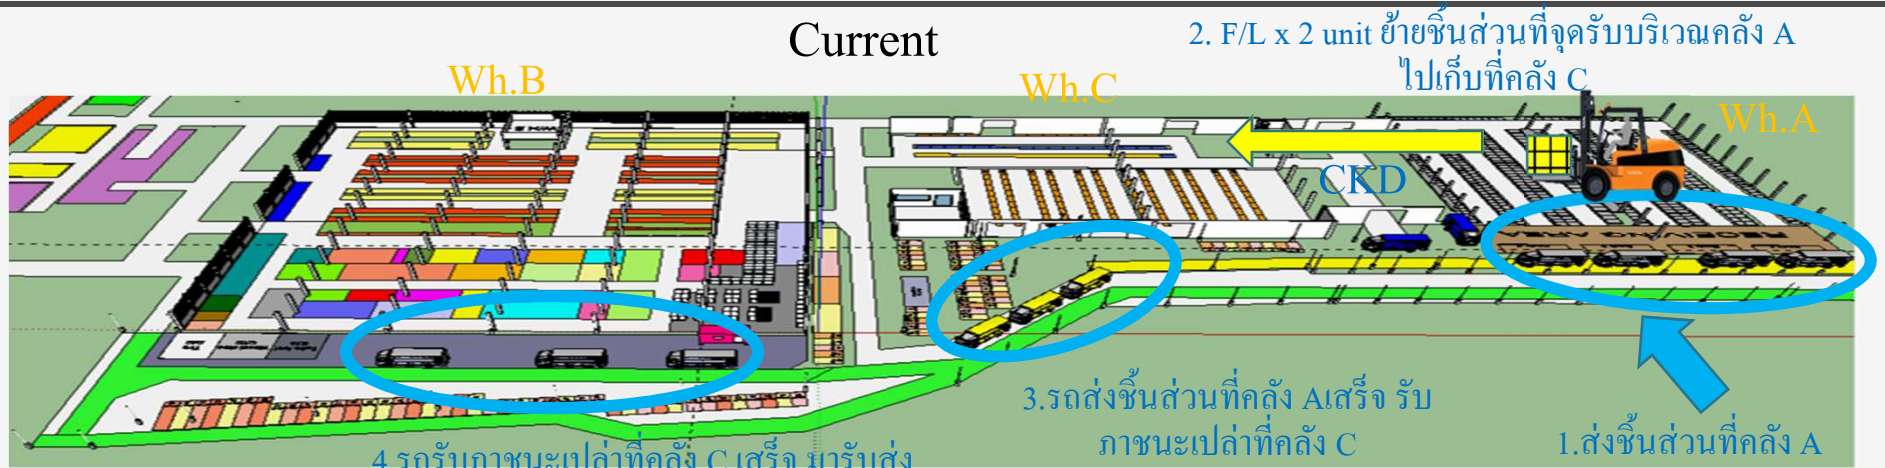 Current
2. F/L x 2 unit ย้ายชิ้นส่วนที่จุดรับบริเวณคลัง A
ไปเก็บที่คลัง C
Wh.B
Wh.C
Wh.A
CKD
3.รถส่งชิ้นส่วนที่คลัง Aเสร็จ รับ
ภาชนะเปล่าที่คลัง C
1.ส่งชิ้นส่วนที่คลัง A
4.รถรับภาชนะเปล่าที่คลัง C เสร็จ มารับส่ง